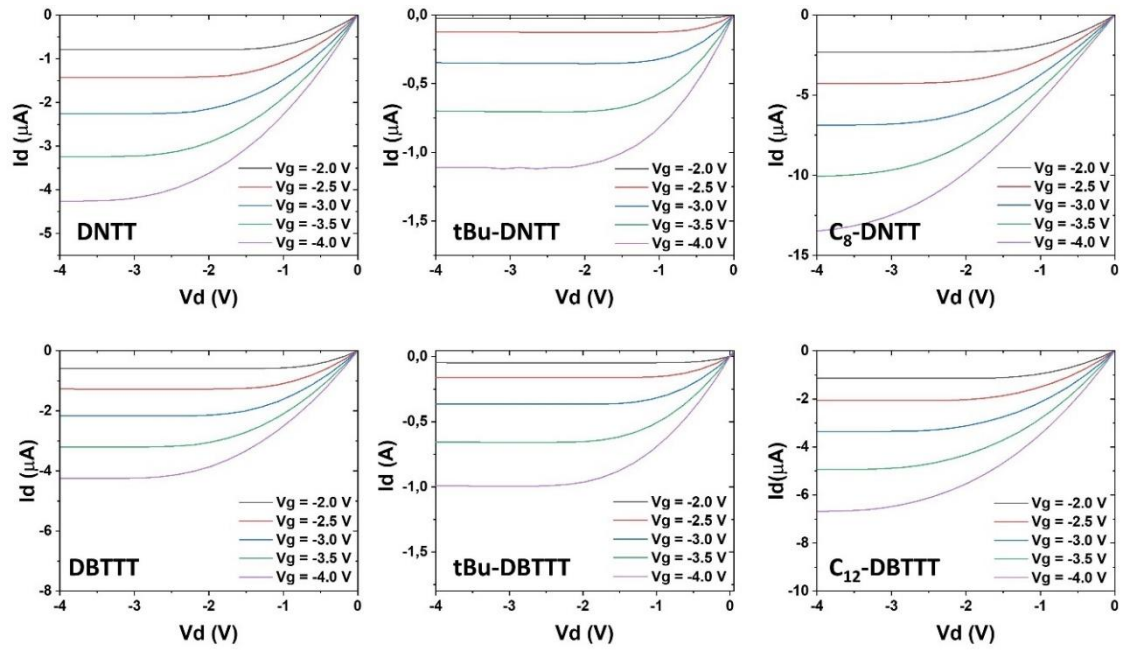 0
-1
-2
-3
-4
-5
Id (μA)
Vg = -2.0 V
Vg = -2.5 V
Vg = -3.0 V
Vg = -3.5 V
Vg = -4.0 V
DNTT
-4 -3 -2 -1 0
Vd (V)
0,0
-0,5
-1,0
-1,5
Id (μA)
Vg = -2.0 V
Vg = -2.5 V
Vg = -3.0 V
Vg = -3.5 V
Vg = -4.0 V
tBu-DNTT
-4 -3 -2 -1 0
Vd (V)
0
-5
-10
-15
Id (μA)
Vg = -2.0 V
Vg = -2.5 V
Vg = -3.0 V
Vg = -3.5 V
Vg = -4.0 V
C₈-DNTT
-4 -3 -2 -1 0
Vd (V)
0
-2
-4
-6
-8
Id (μA)
Vg = -2.0 V
Vg = -2.5 V
Vg = -3.0 V
Vg = -3.5 V
Vg = -4.0 V
DBTTT
-4 -3 -2 -1 0
Vd (V)
0,0
-0,5
-1,0
-1,5
Id (A)
Vg = -2.0 V
Vg = -2.5 V
Vg = -3.0 V
Vg = -3.5 V
Vg = -4.0 V
tBu-DBTTT
-4 -3 -2 -1 0
Vd (V)
0
-2
-4
-6
-8
-10
Id(μA)
Vg = -2.0 V
Vg = -2.5 V
Vg = -3.0 V
Vg = -3.5 V
Vg = -4.0 V
C₁₂-DBTTT
-4 -3 -2 -1 0
Vd (V)